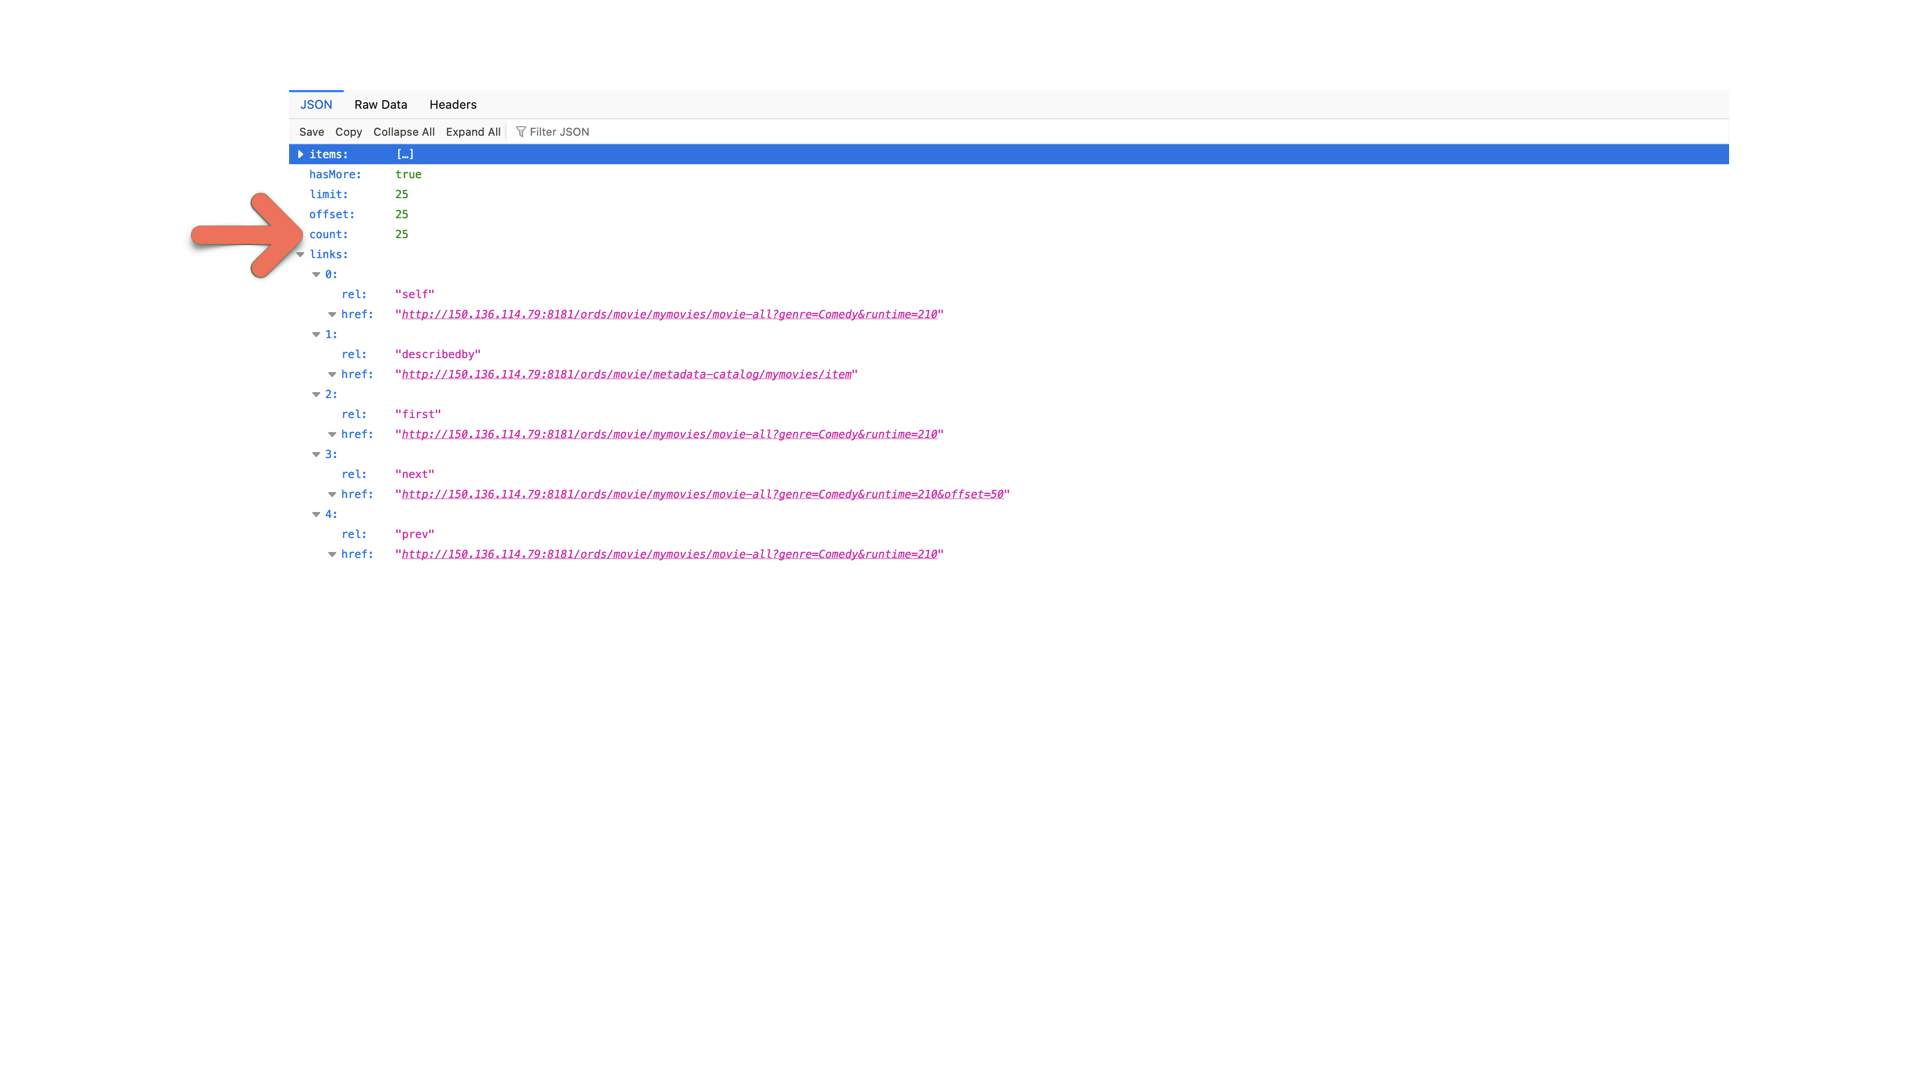 JSON Raw Data Headers
Save Copy Collapse All Expand All Filter JSON
items: […]
hasMore: true
limit: 25
offset: 25
count: 25
links:
0:
rel: "self"
href: "http://150.136.114.79:8181/ords/movie/mymovies/movie-all?genre=Comedy&runtime=210"
1:
rel: "describedby"
href: "http://150.136.114.79:8181/ords/movie/metadata-catalog/mymovies/item"
2:
rel: "first"
href: "http://150.136.114.79:8181/ords/movie/mymovies/movie-all?genre=Comedy&runtime=210"
3:
rel: "next"
href: "http://150.136.114.79:8181/ords/movie/mymovies/movie-all?genre=Comedy&runtime=210&offset=50"
4:
rel: "prev"
href: "http://150.136.114.79:8181/ords/movie/mymovies/movie-all?genre=Comedy&runtime=210"